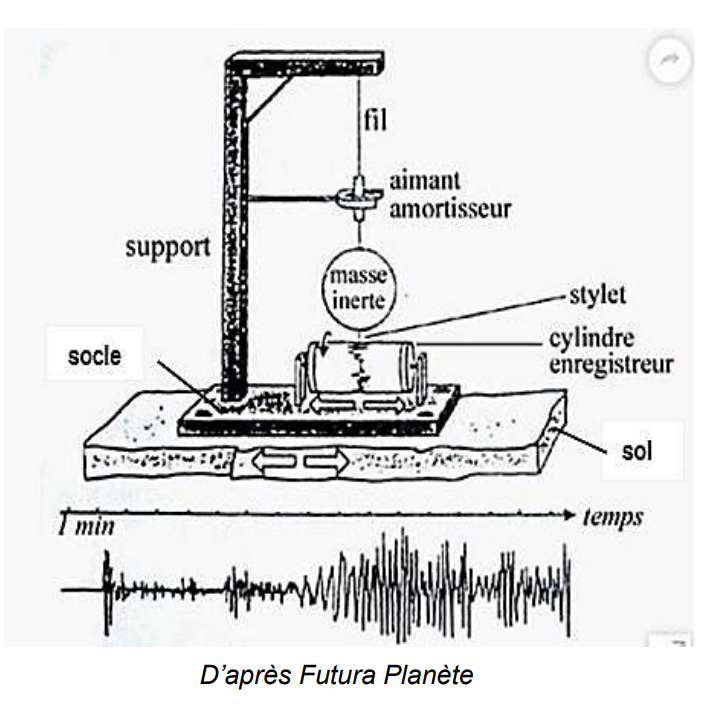 fil
aimant
amortisseur
support
masse
inerte
stylet
cylindre
enregistreur
socle
sol
1 min
temps
D'après Futura Planète